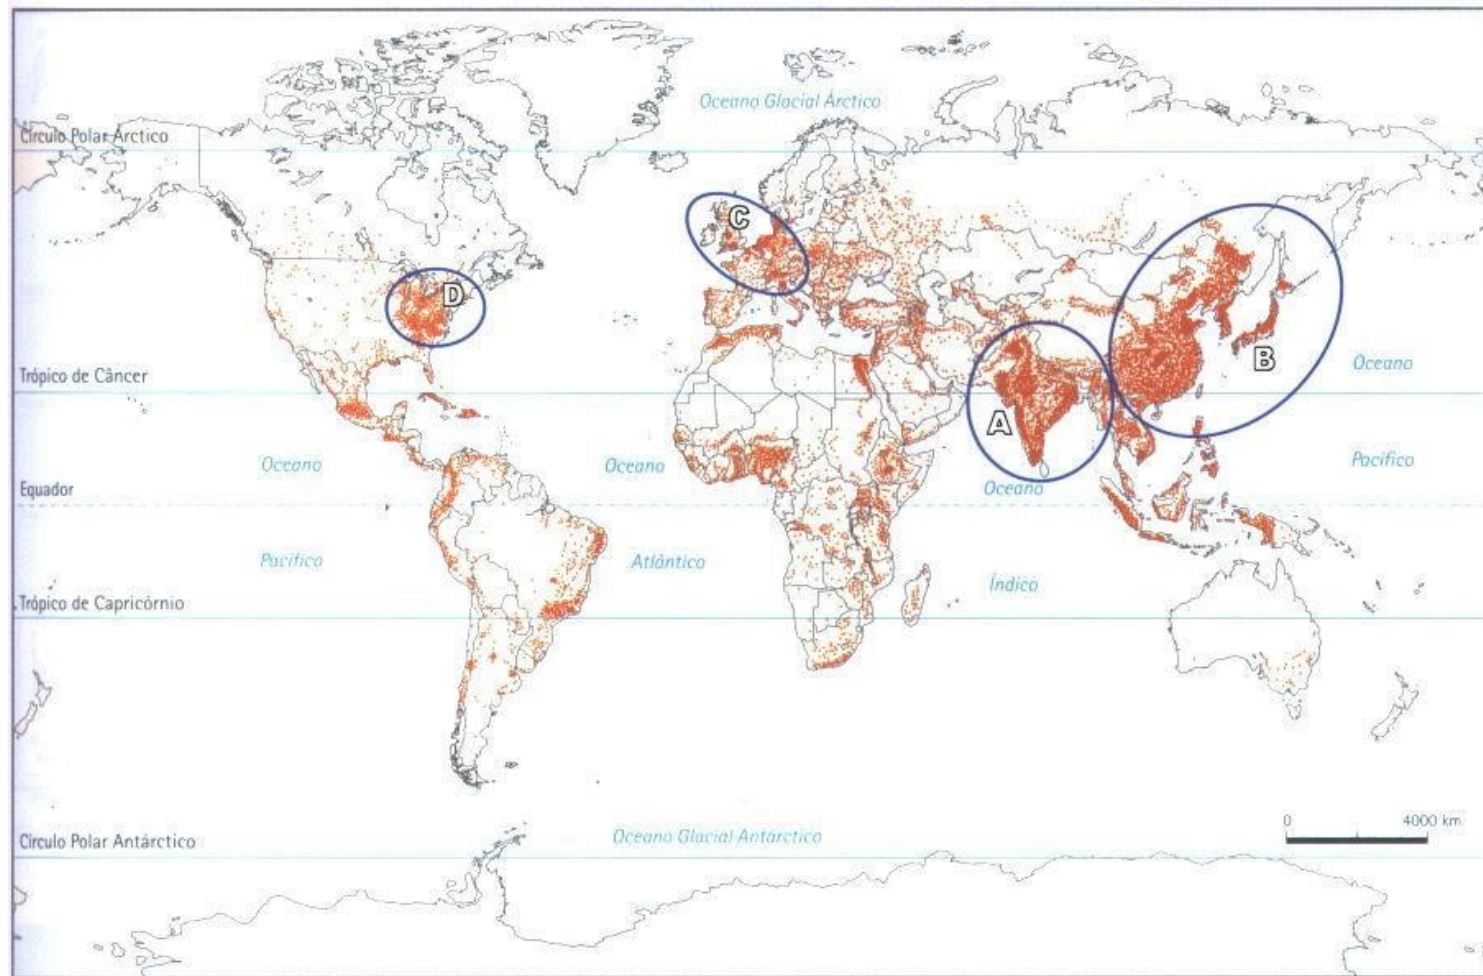 Oceano Glacial Árctico
Círculo Polar Árctico
C
D
B
Trópico de Câncer
Oceano
A
Oceano
Oceano
Pacífico
Equador
Oceano
Pacífico
Atlântico
Índico
Trópico de Capricórnio
0 4000 km
Círculo Polar Antárctico
Oceano Glacial Antárctico